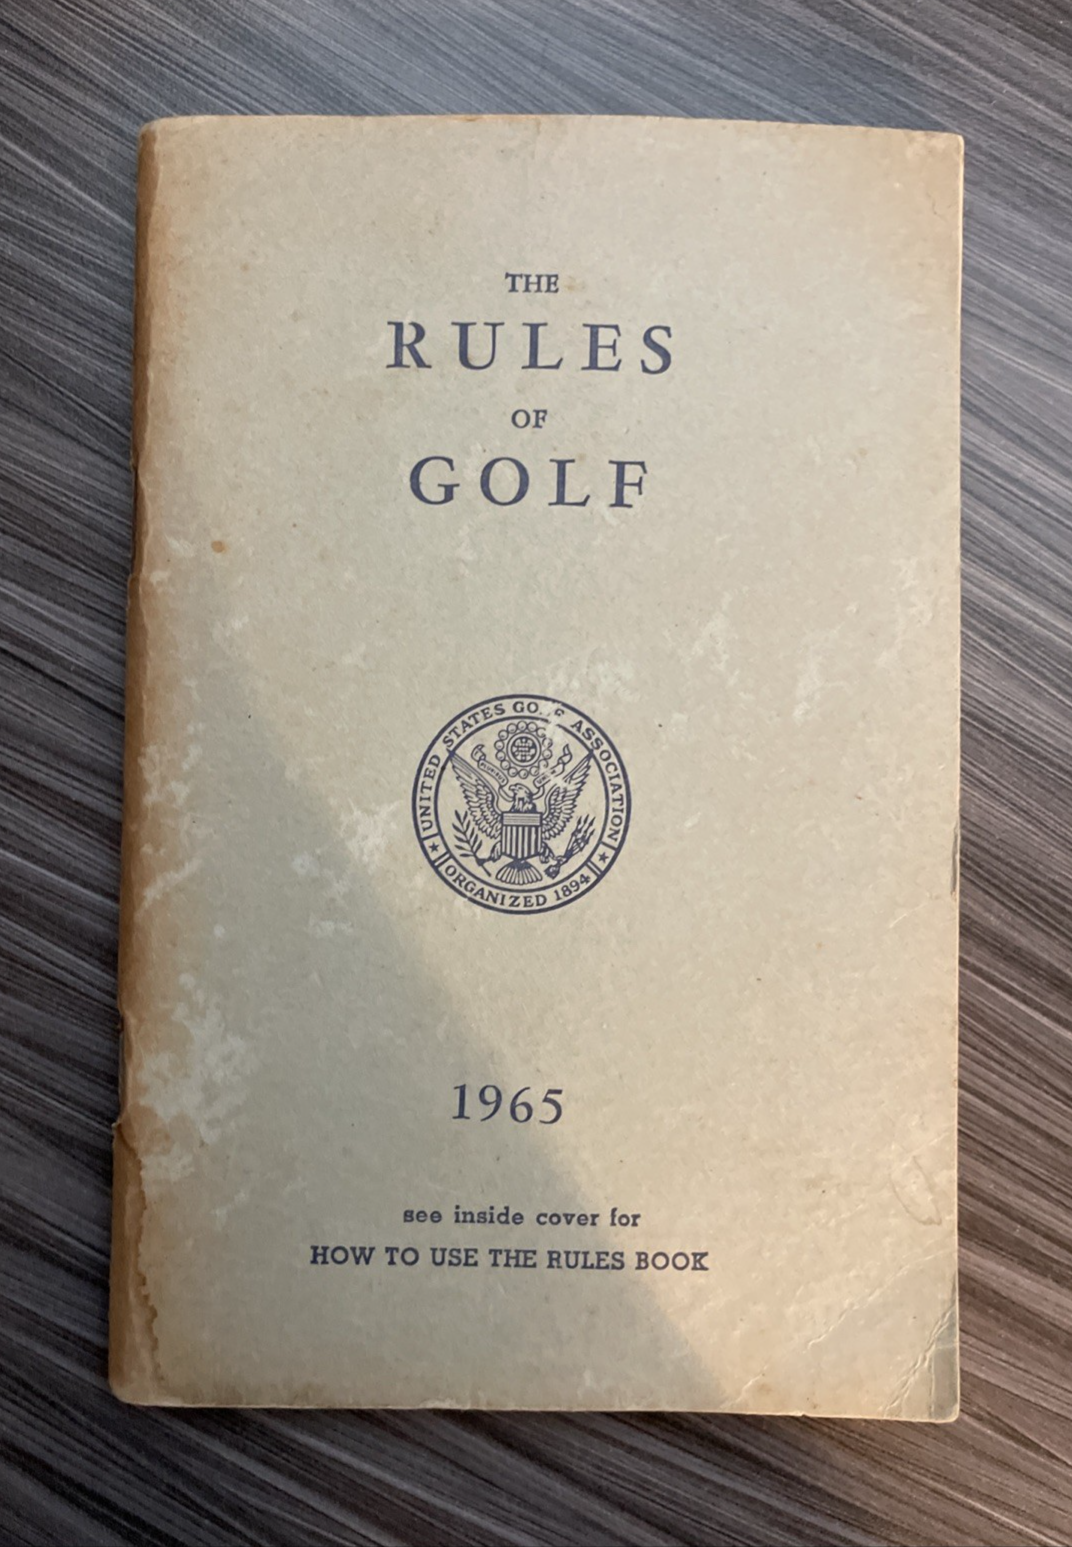 THE
RULES
OF
GOLF
UNITED STATES ASSOCIATION
ORGANIZED 1894
1965
see inside cover for
HOW TO USE THE RULES BOOK